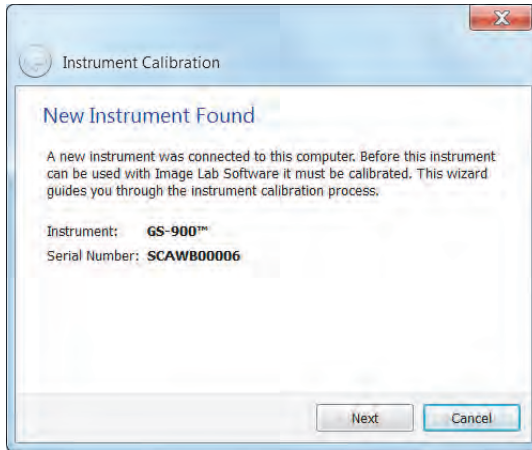 Instrument Calibration
New Instrument Found
A new instrument was connected to this computer. Before this instrument
can be used with Image Lab Software it must be calibrated. This wizard
guides you through the instrument calibration process.
Instrument: GS-900™
Serial Number: SCAWB00006
Next Cancel